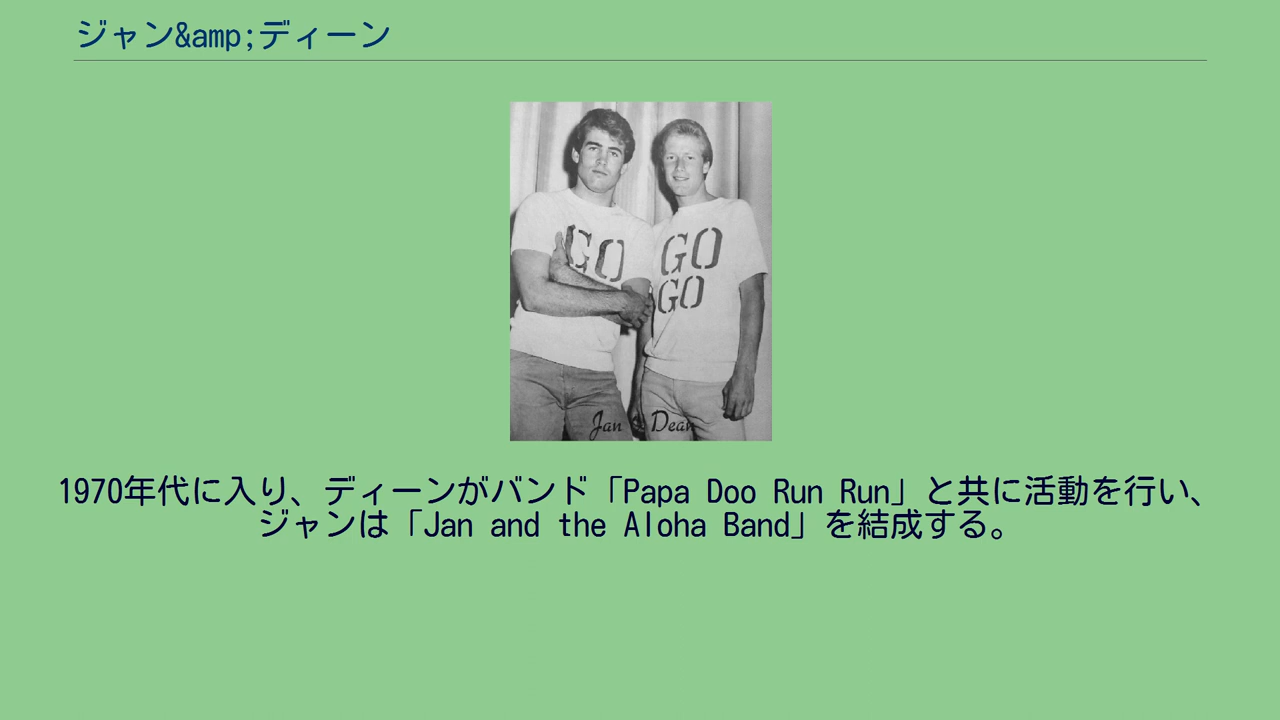 ジャン&amp;ディーン
GO
GO
GO
Jan & Dean
1970年代に入り、ディーンがバンド「Papa Doo Run Run」と共に活動を行い、
ジャンは「Jan and the Aloha Band」を結成する。